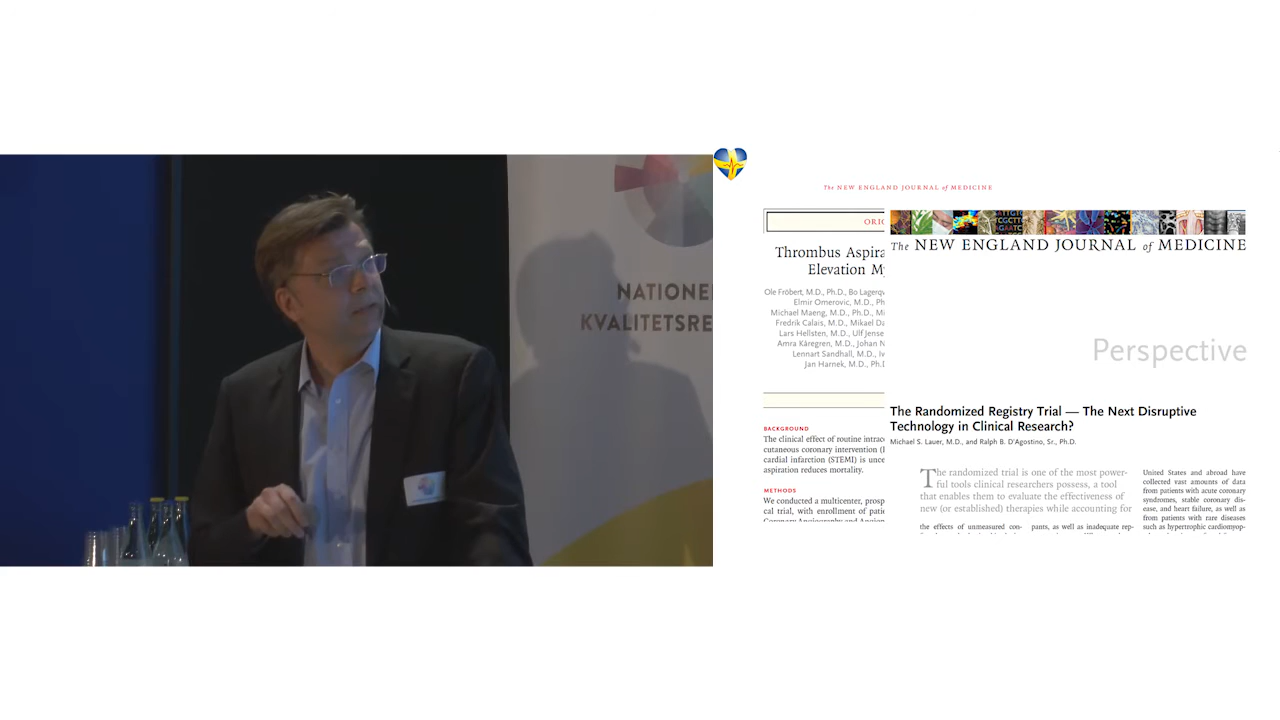 NATIONE
KVALITETSRE
The NEW ENGLAND JOURNAL of MEDICINE
ORIG
Thrombus Aspira
Elevation M
Ole Fröbert, M.D., Ph.D., Bo Lagerqv
Elmir Omerovic, M.D., Ph
Michael Maeng, M.D., Ph.D., Mi
Fredrik Calais, M.D., Mikael Da
Lars Hellsten, M.D., Ulf Jense
Amra Kåregren, M.D., Johan N
Lennart Sandhall, M.D., Iv
Jan Harnek, M.D., Ph.D
BACKGROUND
The clinical effect of routine intrac
cutaneous coronary intervention (
cardial infarction (STEMI) is unce
aspiration reduces mortality.
METHODS
We conducted a multicenter, prosp
cal trial, with enrollment of patie
Coronary Angiography and Angiop
The NEW ENGLAND JOURNAL of MEDICINE
Perspective
The Randomized Registry Trial — The Next Disruptive
Technology in Clinical Research?
Michael S. Lauer, M.D., and Ralph B. D'Agostino, Sr., Ph.D.
The randomized trial is one of the most power-
ful tools clinical researchers possess, a tool
that enables them to evaluate the effectiveness of
new (or established) therapies while accounting for
the effects of unmeasured con-
pants, as well as inadequate rep-
United States and abroad have
collected vast amounts of data
from patients with acute coronary
syndromes, stable coronary dis-
ease, and heart failure, as well as
from patients with rare diseases
such as hypertrophic cardiomyop-